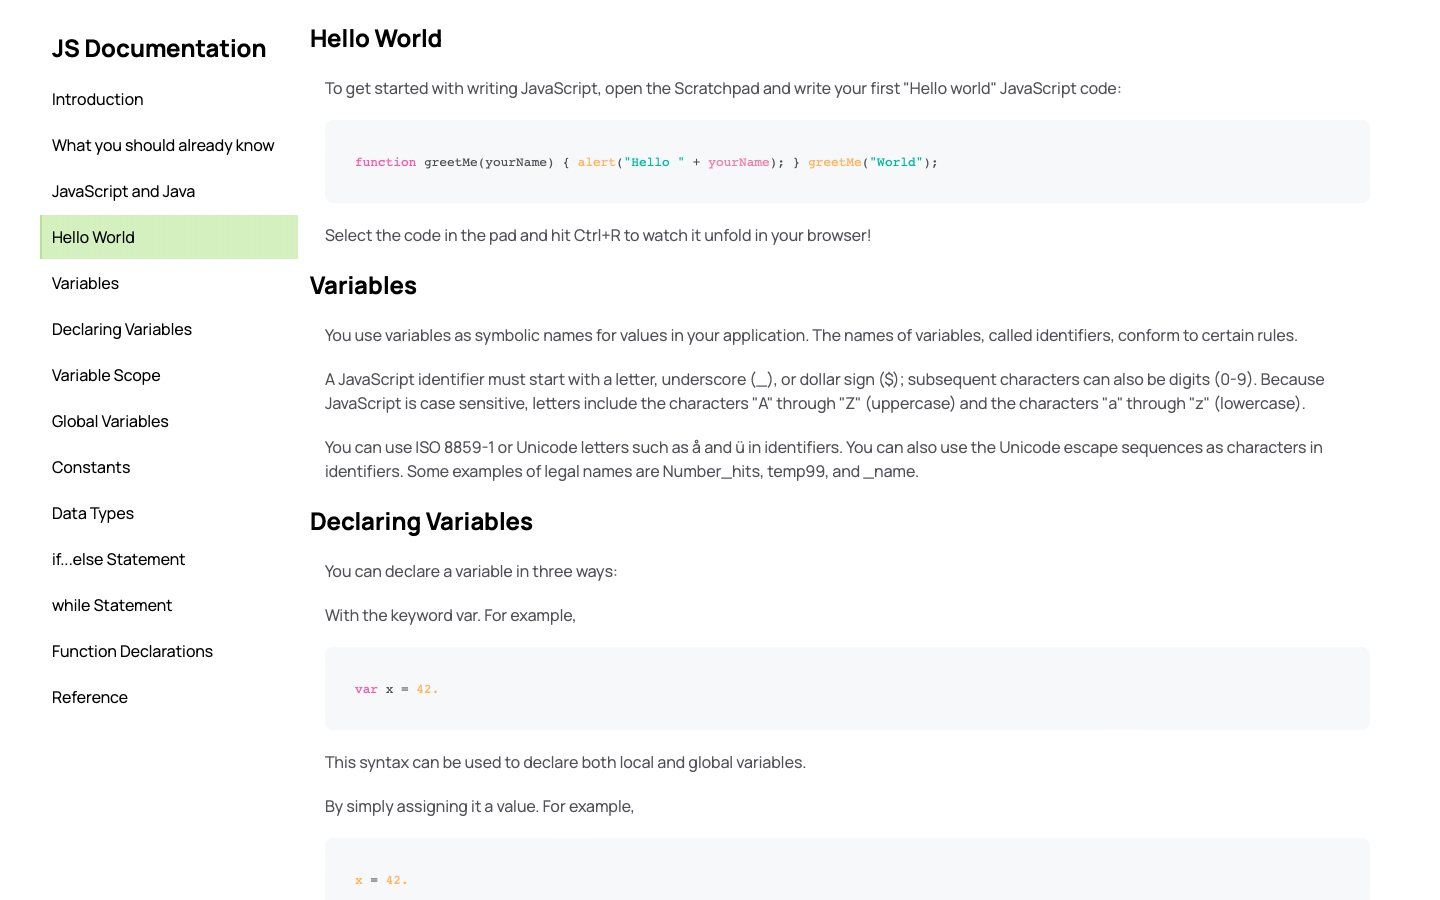 JS Documentation
Introduction
What you should already know
JavaScript and Java
Hello World
Variables
Declaring Variables
Variable Scope
Global Variables
Constants
Data Types
if...else Statement
while Statement
Function Declarations
Reference
Hello World
To get started with writing JavaScript, open the Scratchpad and write your first "Hello world" JavaScript code:
function greetMe(yourName) { alert("Hello " + yourName); } greetMe("World");
Select the code in the pad and hit Ctrl+R to watch it unfold in your browser!
Variables
You use variables as symbolic names for values in your application. The names of variables, called identifiers, conform to certain rules.
A JavaScript identifier must start with a letter, underscore (_), or dollar sign ($); subsequent characters can also be digits (0-9). Because
JavaScript is case sensitive, letters include the characters "A" through "Z" (uppercase) and the characters "a" through "z" (lowercase).
You can use ISO 8859-1 or Unicode letters such as å and ü in identifiers. You can also use the Unicode escape sequences as characters in
identifiers. Some examples of legal names are Number_hits, temp99, and _name.
Declaring Variables
You can declare a variable in three ways:
With the keyword var. For example,
var x = 42.
This syntax can be used to declare both local and global variables.
By simply assigning it a value. For example,
x = 42.